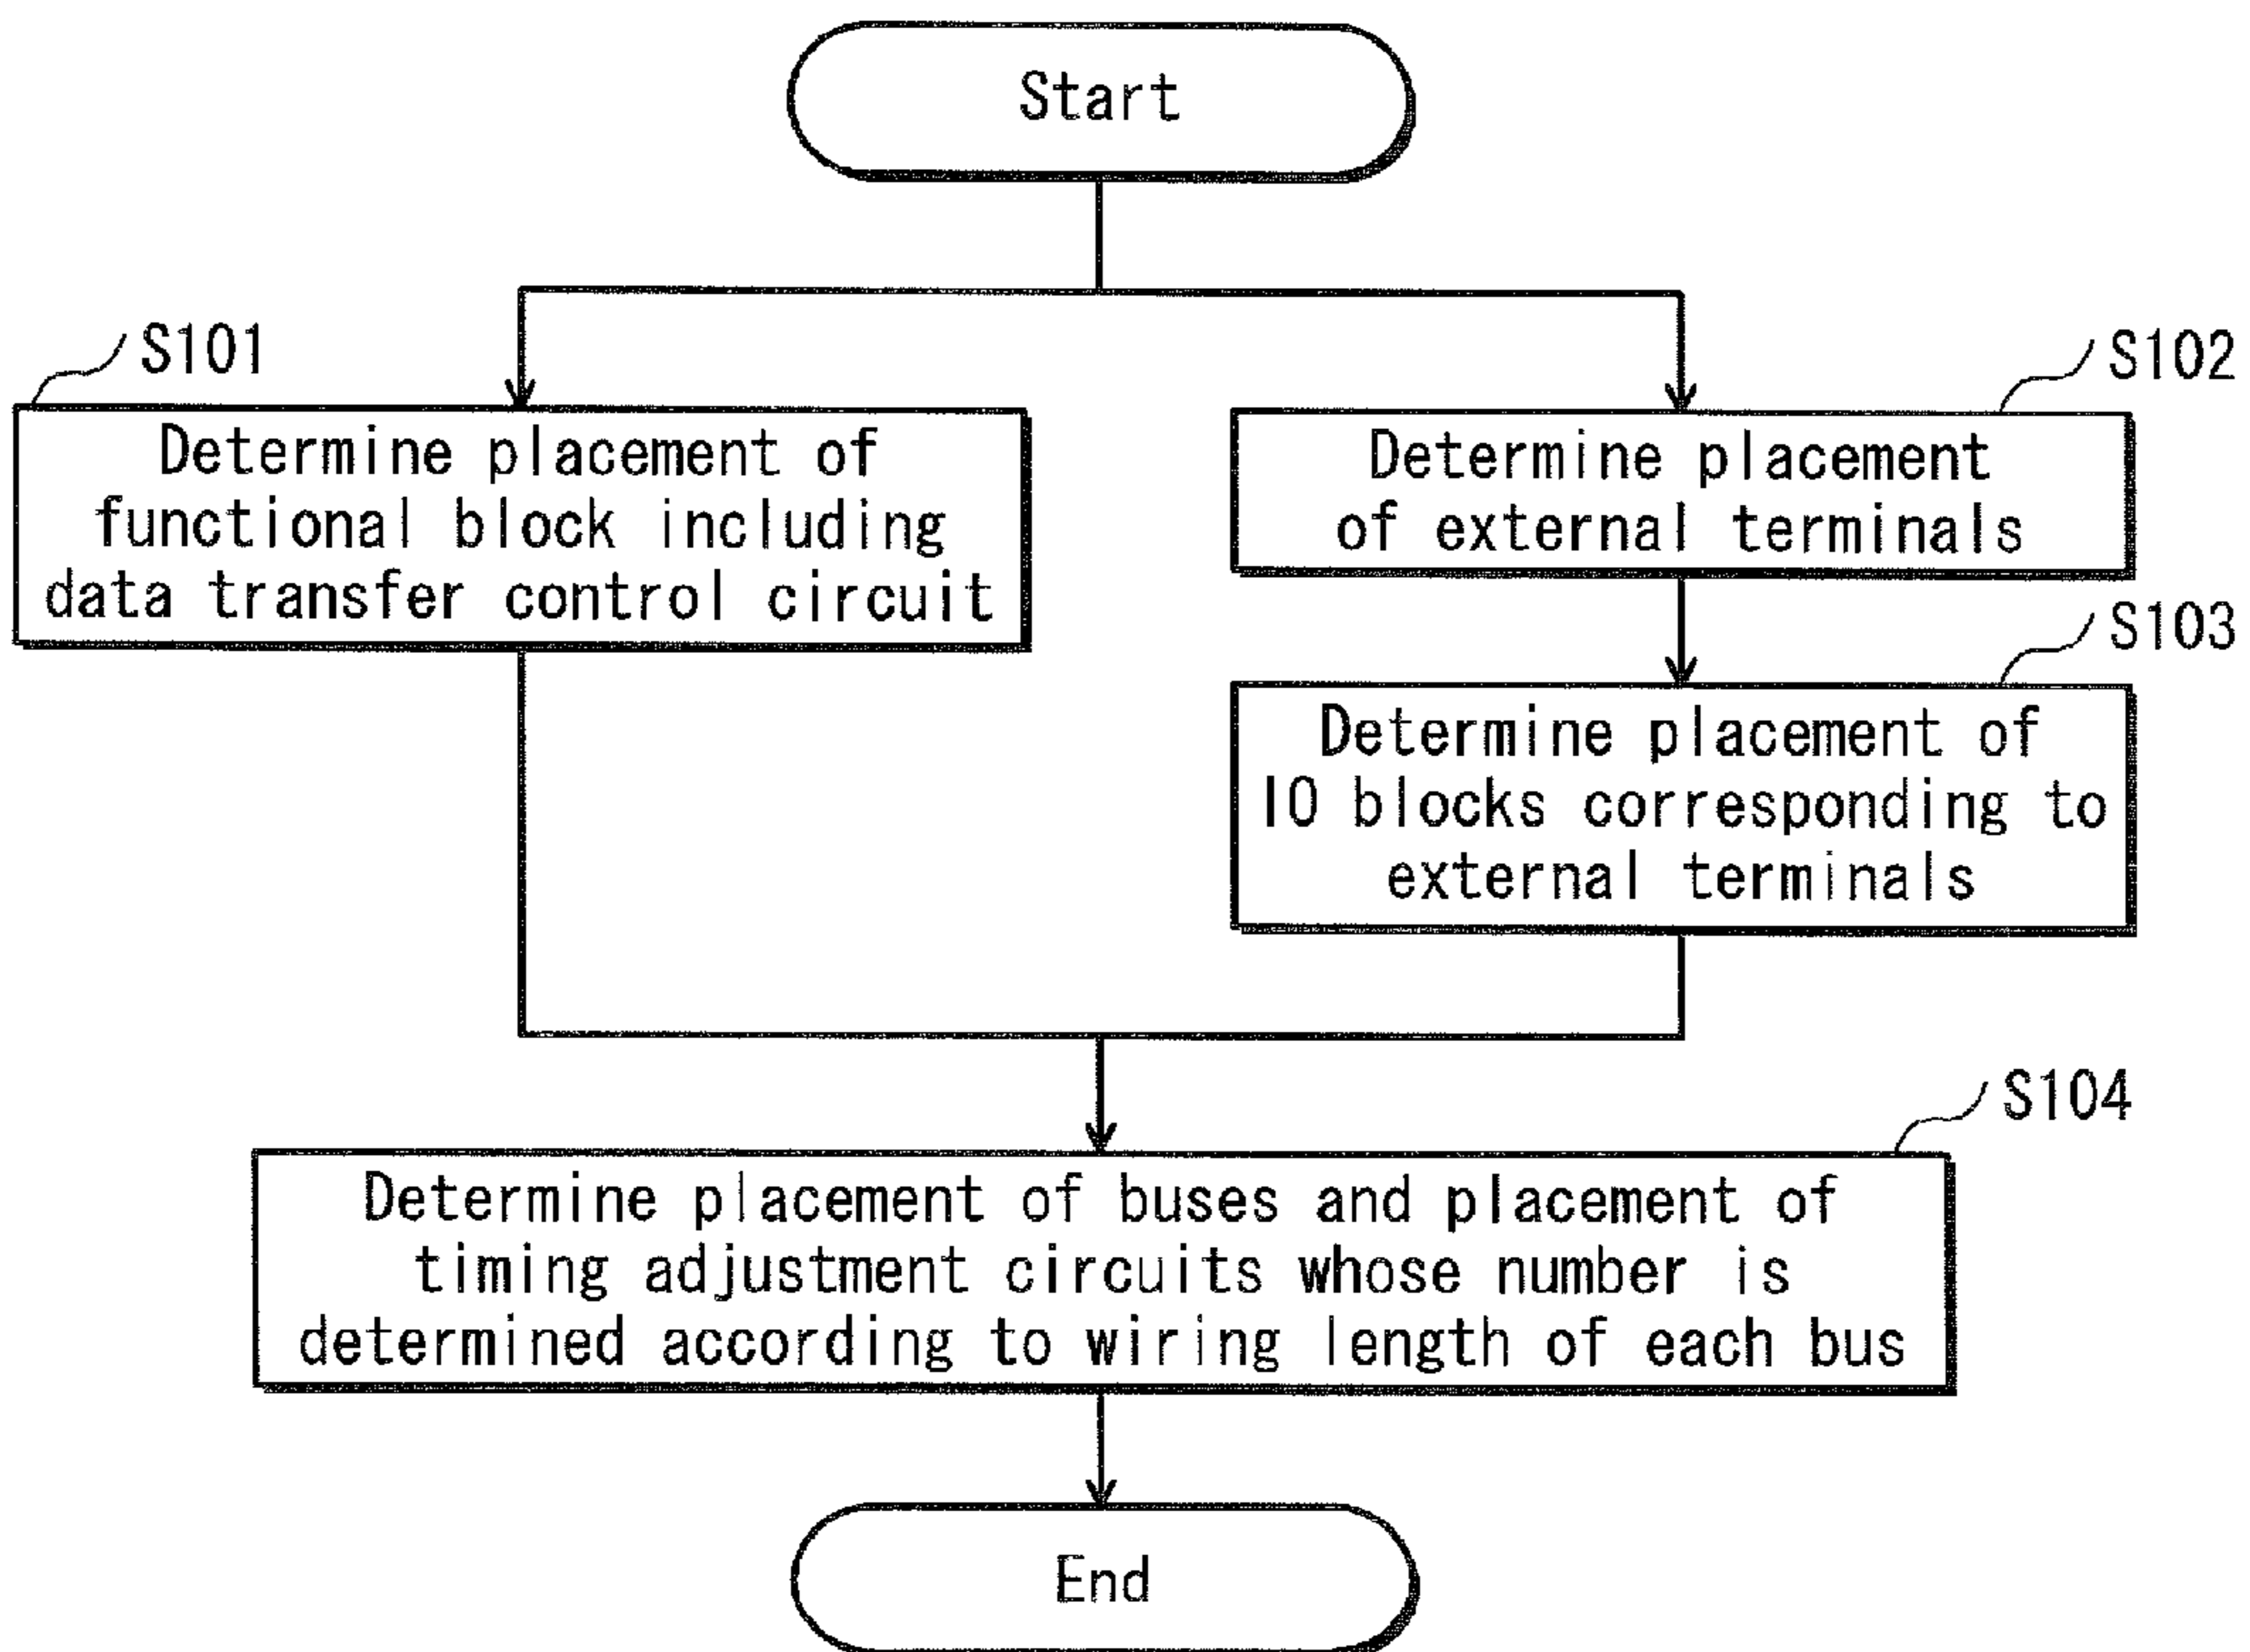 Start
S101
Determine placement of
functional block including
data transfer control circuit
S102
Determine placement
of external terminals
S103
Determine placement of
IO blocks corresponding to
external terminals
S104
Determine placement of buses and placement of
timing adjustment circuits whose number is
determined according to wiring length of each bus
End